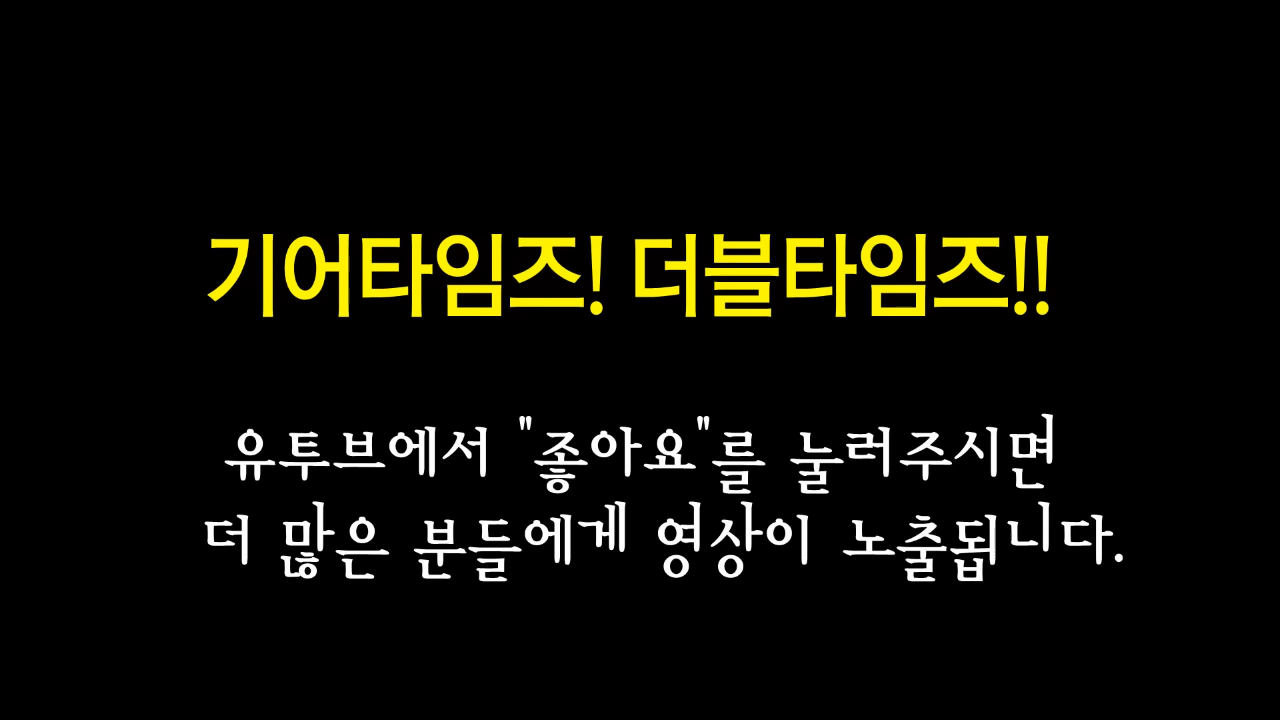 기어타임즈! 더블타임즈!!
유투브에서 "좋아요"를 눌러주시면
더 많은 분들에게 영상이 노출됩니다.